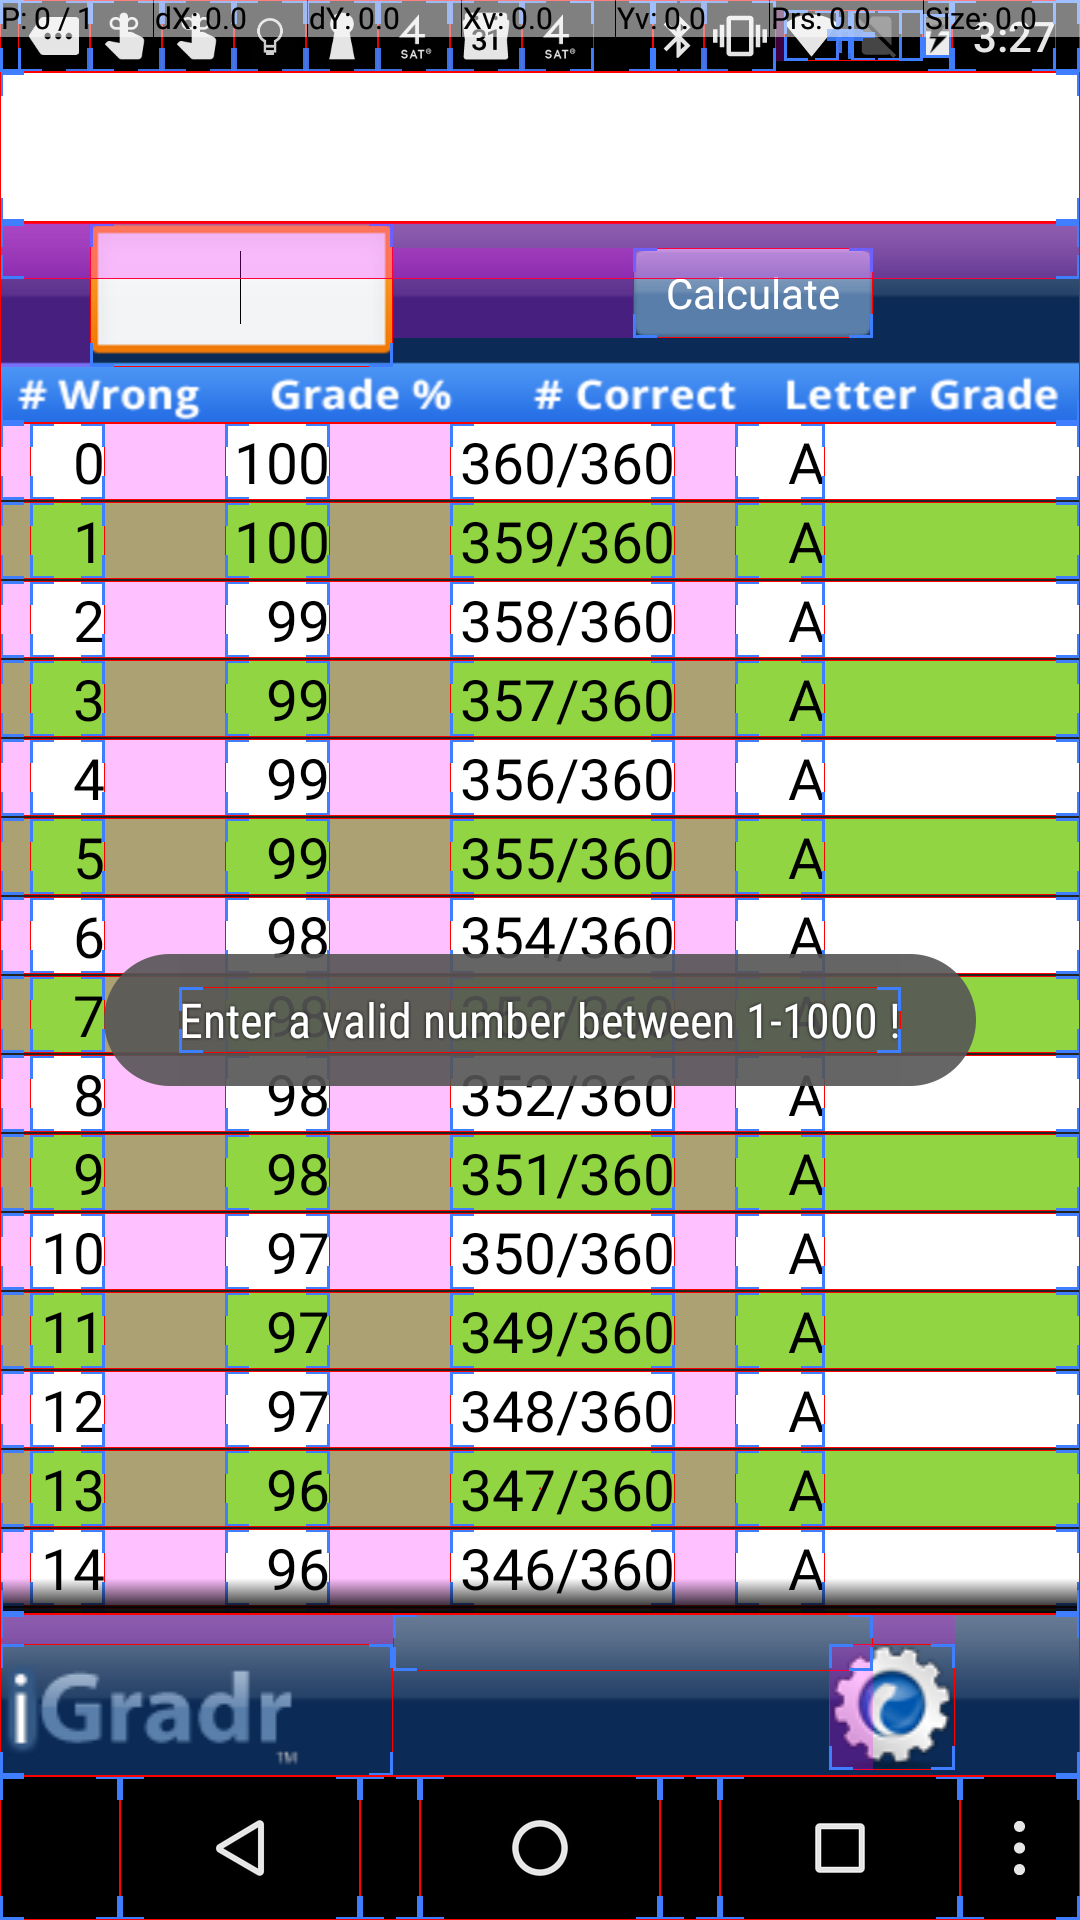 P: 0 / 1 dX: 0.0 dY: 0.0 Xv: 0.0 Yv: 0.0 Prs: 0.0 Size: 0.0
4 SAT® 31 4 SAT® 3:27
Calculate
# Wrong Grade % # Correct Letter Grade
0 100 360/360 A
1 100 359/360 A
2 99 358/360 A
3 99 357/360 A
4 99 356/360 A
5 99 355/360 A
6 98 354/360 A
7 98 353/360
Enter a valid number between 1-1000 !
8 98 352/360 A
9 98 351/360 A
10 97 350/360 A
11 97 349/360 A
12 97 348/360 A
13 96 347/360 A
14 96 346/360 A
iGradr™